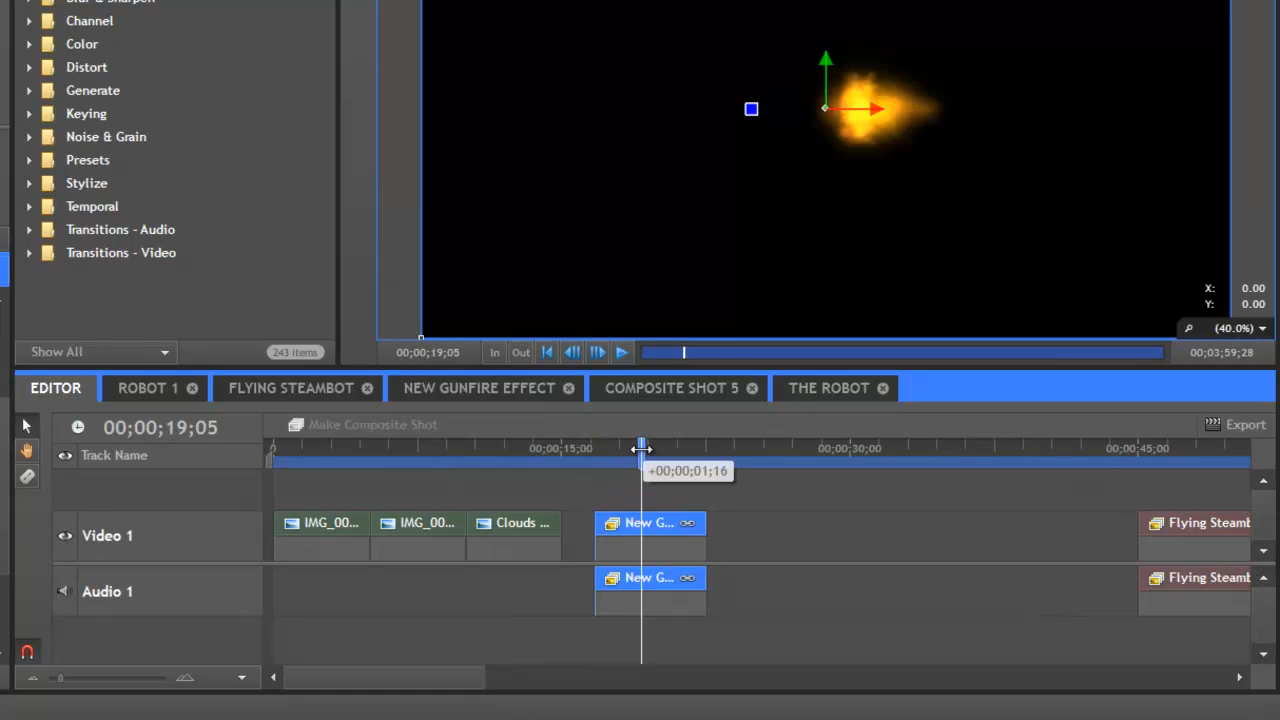 Blur & Sharpen
Channel
Color
Distort
Generate
Keying
Noise & Grain
Presets
Stylize
Temporal
Transitions - Audio
Transitions - Video
Show All
243 items
X: 0.00
Y: 0.00
(40.0%)
00;00;19;05
In
Out
00;03;59;28
EDITOR
ROBOT 1
FLYING STEAMBOT
NEW GUNFIRE EFFECT
COMPOSITE SHOT 5
THE ROBOT
00;00;19;05
Make Composite Shot
Export
Track Name
0
00;00;15;00
00;00;30;00
00;00;45;00
+00;00;01;16
Video 1
IMG_00...
IMG_00...
Clouds ...
New G...
Flying Steamb
Audio 1
New G...
Flying Steamb